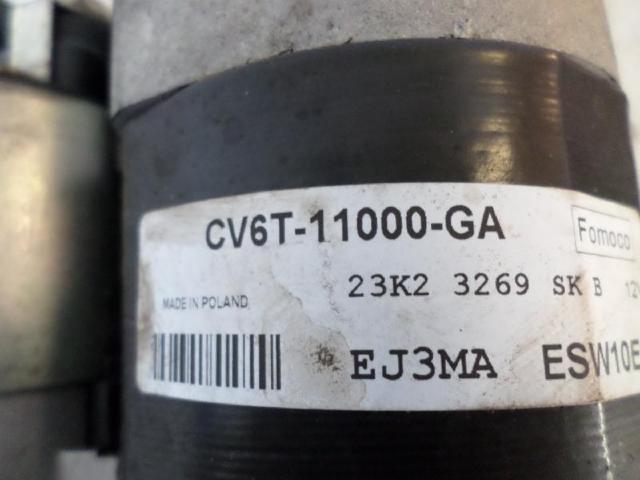 CV6T-11000-GA Fomoco
23K2 3269 SK B 12V
MADE IN POLAND
EJ3MA ESW10E